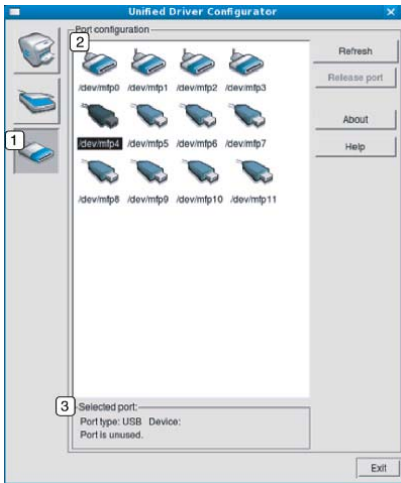 Unified Driver Configurator
Port configuration
2
Refresh
/dev/mfp0 /dev/mfp1 /dev/mfp2 /dev/mfp3
Release port
About
1
/dev/mfp4 /dev/mfp5 /dev/mfp6 /dev/mfp7
Help
/dev/mfp8 /dev/mfp9 /dev/mfp10 /dev/mfp11
3
Selected port:
Port type: USB Device:
Port is unused.
Exit